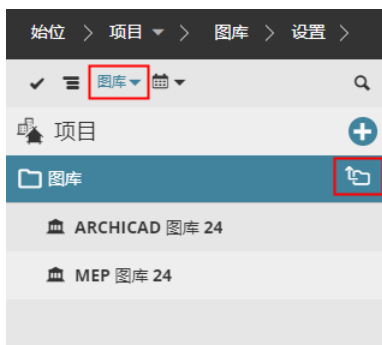 始位 > 项目 > 图库 > 设置 >
图库
项目
图库
ARCHICAD 图库 24
MEP 图库 24